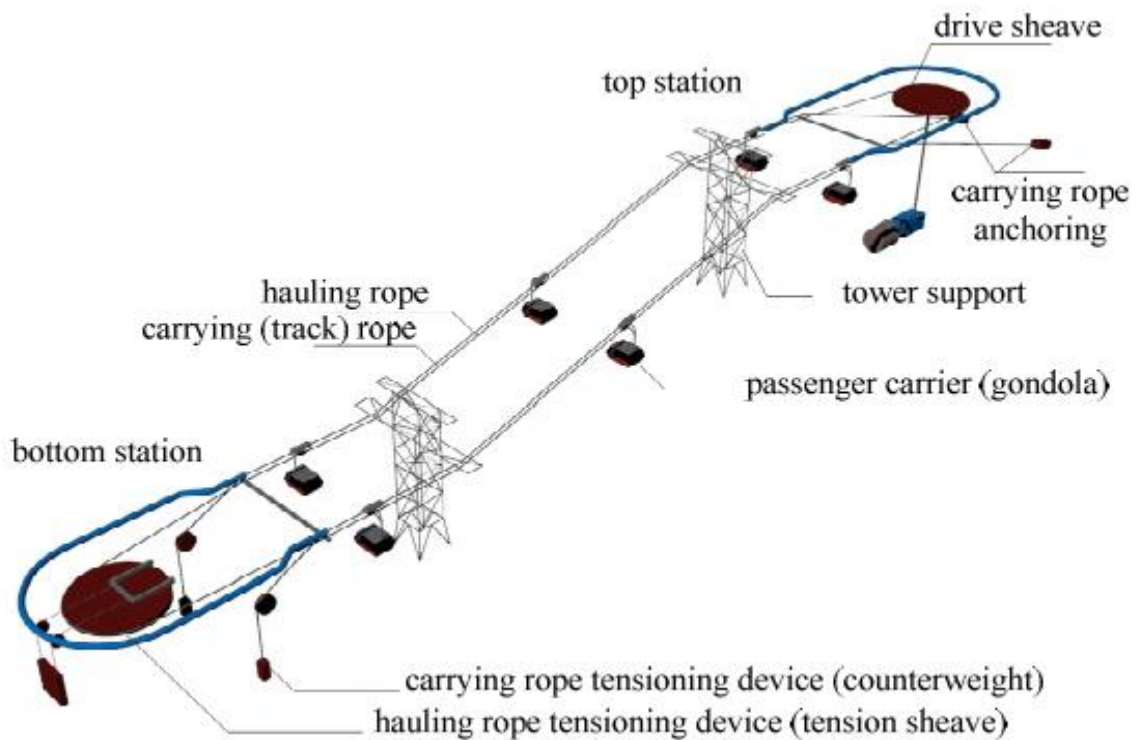 drive sheave
top station
carrying rope
anchoring
hauling rope
carrying (track) rope
tower support
passenger carrier (gondola)
bottom station
carrying rope tensioning device (counterweight)
hauling rope tensioning device (tension sheave)